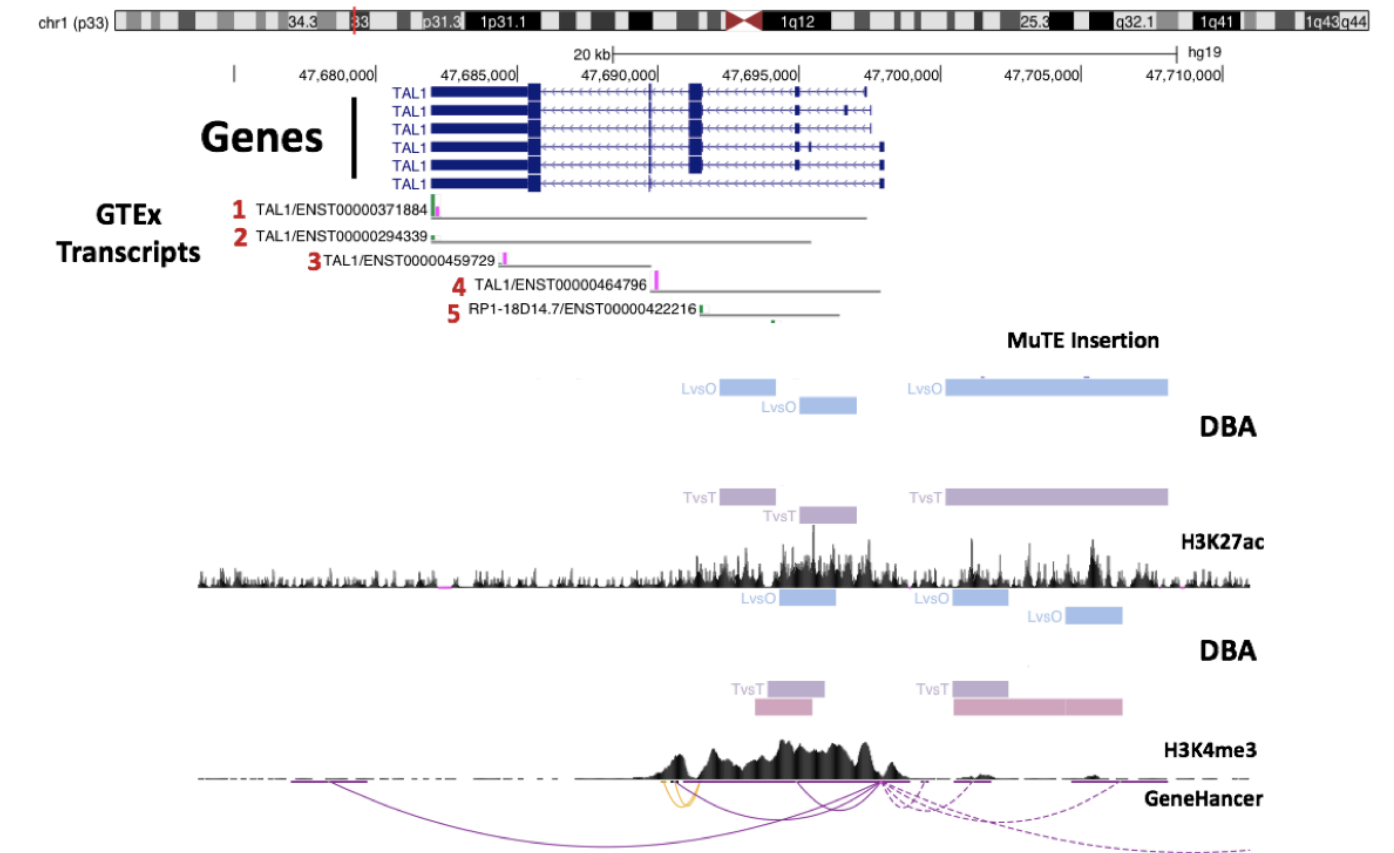 chr1 (p33) 34.3 33 p31.3 1p31.1 1q12 25.3 q32.1 1q41 1q43 q44
20 kb hg19
47,680,000 47,685,000 47,690,000 47,695,000 47,700,000 47,705,000 47,710,000
TAL1
TAL1
TAL1
TAL1
TAL1
TAL1
Genes
GTEx
Transcripts
1 TAL1/ENST00000371884
2 TAL1/ENST00000294339
3 TAL1/ENST00000459729
4 TAL1/ENST00000464796
5 RP1-18D14.7/ENST00000422216
MuTE Insertion
LvsO LvsO
LvsO
DBA
TvsT TvsT
TvsT
H3K27ac
LvsO LvsO
LvsO
DBA
TvsT TvsT
H3K4me3
GeneHancer